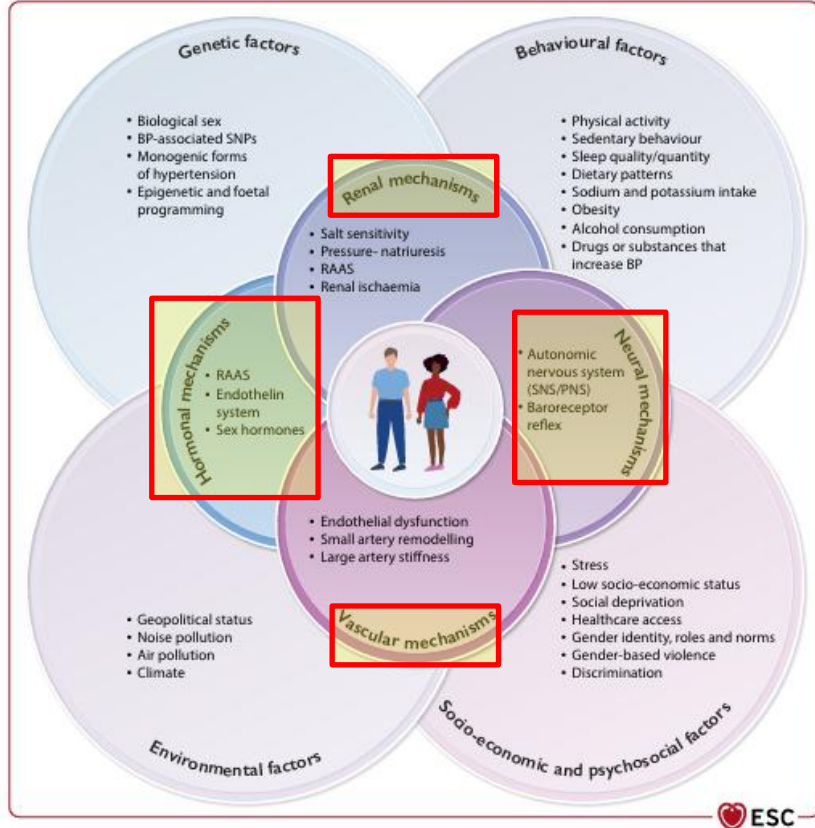 Genetic factors
• Biological sex
• BP-associated SNPs
• Monogenic forms
of hypertension
• Epigenetic and foetal
programming
Behavioural factors
• Physical activity
• Sedentary behaviour
• Sleep quality/quantity
• Dietary patterns
• Sodium and potassium intake
• Obesity
• Alcohol consumption
• Drugs or substances that
increase BP
Renal mechanisms
• Salt sensitivity
• Pressure- natriuresis
• RAAS
• Renal ischaemia
Hormonal mechanisms
• RAAS
• Endothelin
system
• Sex hormones
• Autonomic
nervous system
(SNS/PNS)
• Baroreceptor
reflex
Neural mechanisms
• Endothelial dysfunction
• Small artery remodelling
• Large artery stiffness
Vascular mechanisms
• Geopolitical status
• Noise pollution
• Air pollution
• Climate
Environmental factors
• Stress
• Low socio-economic status
• Social deprivation
• Healthcare access
• Gender identity, roles and norms
• Gender-based violence
• Discrimination
Socio-economic and psychosocial factors
ESC